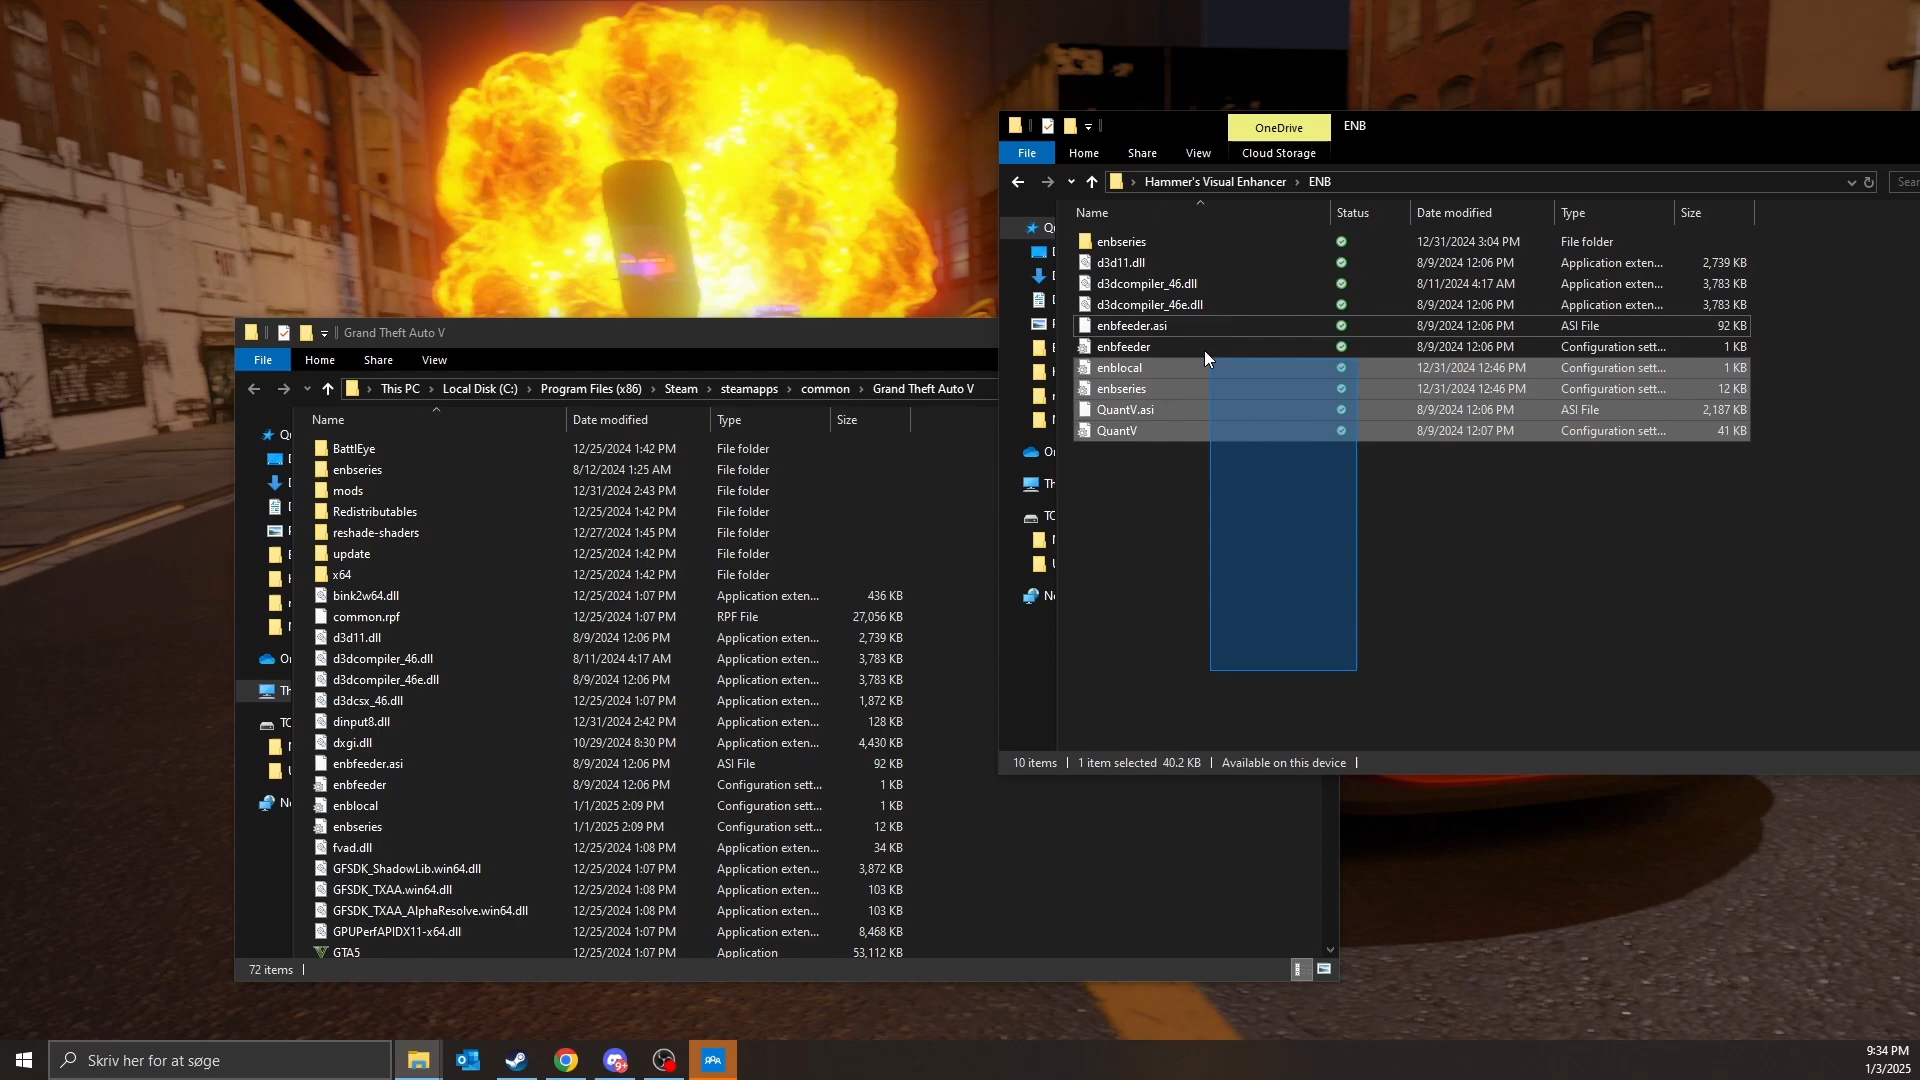 OneDrive
ENB
File
Home
Share
View
Cloud Storage
Hammer's Visual Enhancer › ENB
Name
Status
Date modified
Type
Size
enbseries
12/31/2024 3:04 PM
File folder
d3d11.dll
8/9/2024 12:06 PM
Application exten...
2,739 KB
d3dcompiler_46.dll
8/11/2024 4:17 AM
Application exten...
3,783 KB
d3dcompiler_46e.dll
8/9/2024 12:06 PM
Application exten...
3,783 KB
enbfeeder.asi
8/9/2024 12:06 PM
ASI File
92 KB
enbfeeder
8/9/2024 12:06 PM
Configuration sett...
1 KB
enblocal
12/31/2024 12:46 PM
Configuration sett...
1 KB
enbseries
12/31/2024 12:46 PM
Configuration sett...
12 KB
QuantV.asi
8/9/2024 12:06 PM
ASI File
2,187 KB
QuantV
8/9/2024 12:07 PM
Configuration sett...
41 KB
10 items
1 item selected 40.2 KB
Available on this device
Grand Theft Auto V
File
Home
Share
View
This PC › Local Disk (C:) › Program Files (x86) › Steam › steamapps › common › Grand Theft Auto V
Name
Date modified
Type
Size
BattlEye
12/25/2024 1:42 PM
File folder
enbseries
8/12/2024 1:25 AM
File folder
mods
12/31/2024 2:43 PM
File folder
Redistributables
12/25/2024 1:42 PM
File folder
reshade-shaders
12/27/2024 1:45 PM
File folder
update
12/25/2024 1:42 PM
File folder
x64
12/25/2024 1:42 PM
File folder
bink2w64.dll
12/25/2024 1:07 PM
Application exten...
436 KB
common.rpf
12/25/2024 1:07 PM
RPF File
27,056 KB
d3d11.dll
8/9/2024 12:06 PM
Application exten...
2,739 KB
d3dcompiler_46.dll
8/11/2024 4:17 AM
Application exten...
3,783 KB
d3dcompiler_46e.dll
8/9/2024 12:06 PM
Application exten...
3,783 KB
d3dcsx_46.dll
12/25/2024 1:07 PM
Application exten...
1,872 KB
dinput8.dll
12/31/2024 2:42 PM
Application exten...
128 KB
dxgi.dll
10/29/2024 8:30 PM
Application exten...
4,430 KB
enbfeeder.asi
8/9/2024 12:06 PM
ASI File
92 KB
enbfeeder
8/9/2024 12:06 PM
Configuration sett...
1 KB
enblocal
1/1/2025 2:09 PM
Configuration sett...
1 KB
enbseries
1/1/2025 2:09 PM
Configuration sett...
12 KB
fvad.dll
12/25/2024 1:08 PM
Application exten...
34 KB
GFSDK_ShadowLib.win64.dll
12/25/2024 1:07 PM
Application exten...
3,872 KB
GFSDK_TXAA.win64.dll
12/25/2024 1:08 PM
Application exten...
103 KB
GFSDK_TXAA_AlphaResolve.win64.dll
12/25/2024 1:08 PM
Application exten...
103 KB
GPUPerfAPIDX11-x64.dll
12/25/2024 1:07 PM
Application exten...
8,468 KB
GTA5
12/25/2024 1:07 PM
Application
53,112 KB
72 items
Skriv her for at søge
9+
9:34 PM
1/3/2025